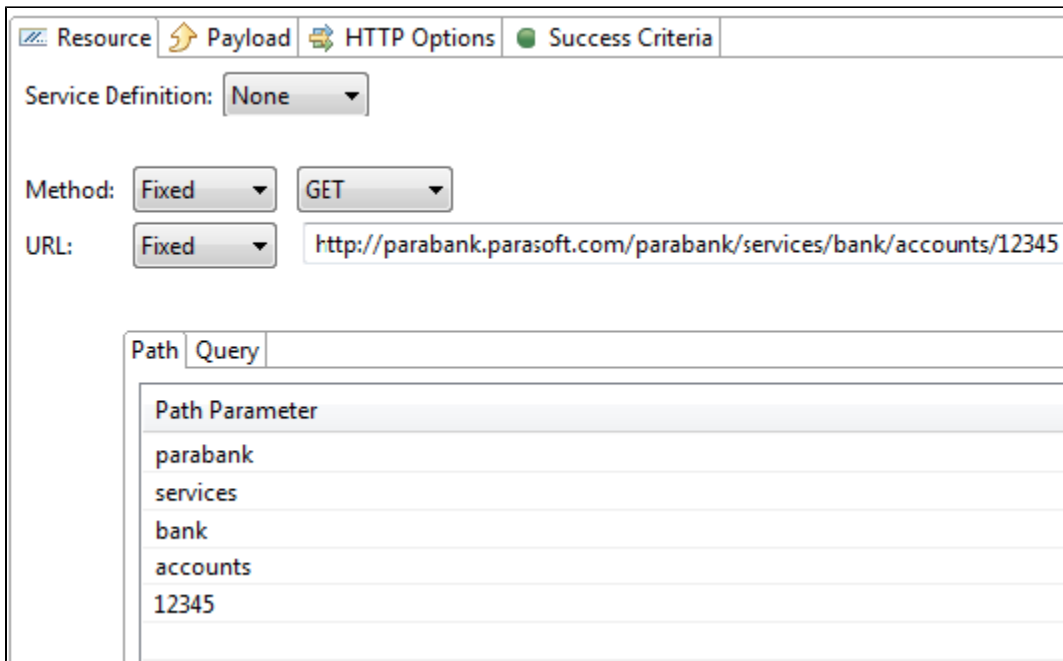 Resource Payload HTTP Options Success Criteria
Service Definition: None
Method: Fixed GET
URL: Fixed http://parabank.parasoft.com/parabank/services/bank/accounts/12345
Path Query
Path Parameter
parabank
services
bank
accounts
12345